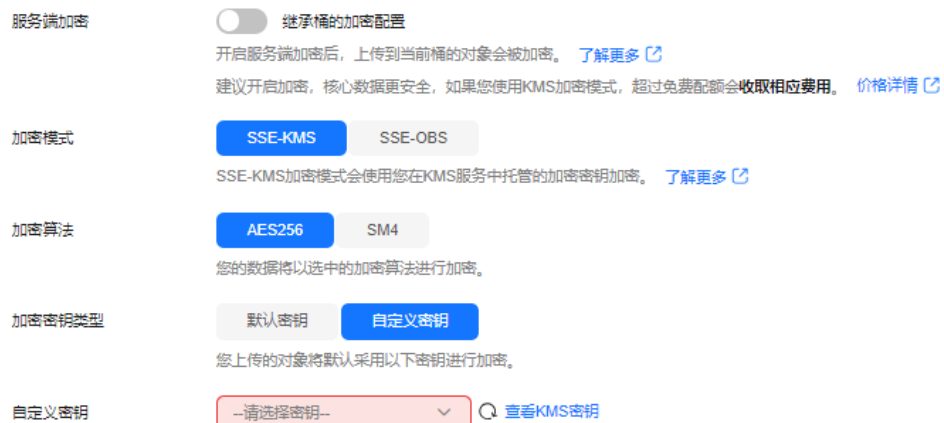 服务端加密 继承桶的加密配置
开启服务端加密后，上传到当前桶的对象会被加密。 了解更多
建议开启加密，核心数据更安全，如果您使用KMS加密模式，超过免费配额会收取相应费用。 价格详情
加密模式 SSE-KMS SSE-OBS
SSE-KMS加密模式会使用您在KMS服务中托管的加密密钥加密。 了解更多
加密算法 AES256 SM4
您的数据将以选中的加密算法进行加密。
加密密钥类型 默认密钥 自定义密钥
您上传的对象将默认采用以下密钥进行加密。
自定义密钥 --请选择密钥-- 查看KMS密钥